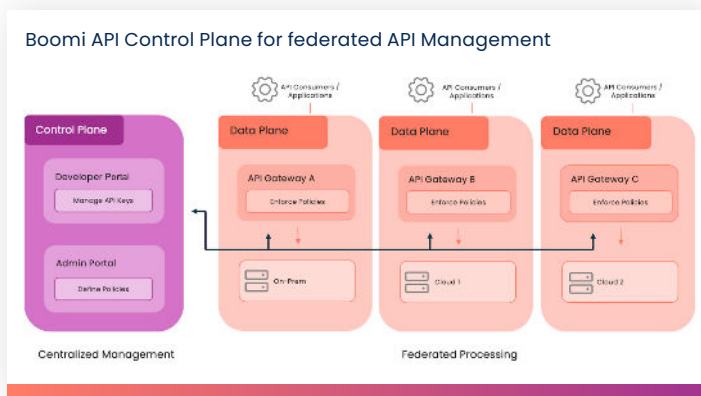 Boomi API Control Plane for federated API Management
API Consumers /
Applications
API Consumers /
Applications
API Consumers /
Applications
Control Plane
Data Plane
Data Plane
Data Plane
Developer Portal
Manage API Keys
API Gateway A
Enforce Policies
API Gateway B
Enforce Policies
API Gateway C
Enforce Policies
Admin Portal
Define Policies
On-Prem
Cloud 1
Cloud 2
Centralized Management
Federated Processing